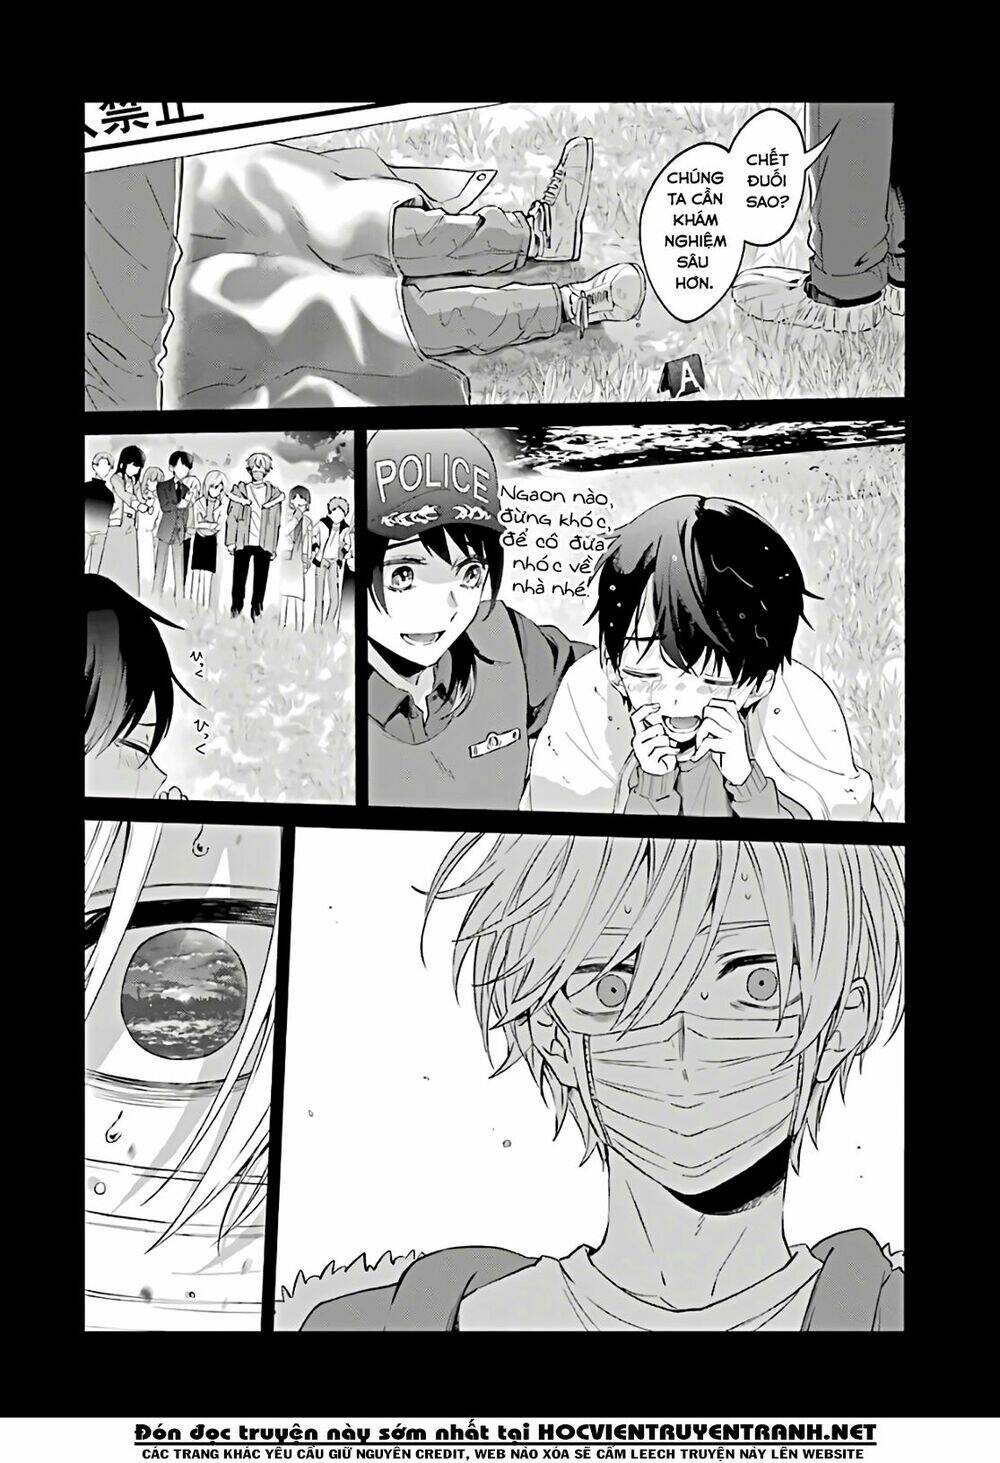 入禁止
CHẾT
ĐUỐI
SAO?
CHÚNG
TA CẦN
KHÁM
NGHIỆM
SÂU
HƠN.
A
POLICE
Ngaon nào,
đừng khóc,
để cô đưa
nhóc về
nhà nhé.
ひっく
ひっく
Đón đọc truyện này sớm nhất tại HOCVIENTRUYENTRANH.NET
CÁC TRANG KHÁC YÊU CẦU GIỮ NGUYÊN CREDIT, WEB NÀO XÓA SẼ CẤM LEECH TRUYỆN NÀY LÊN WEBSITE